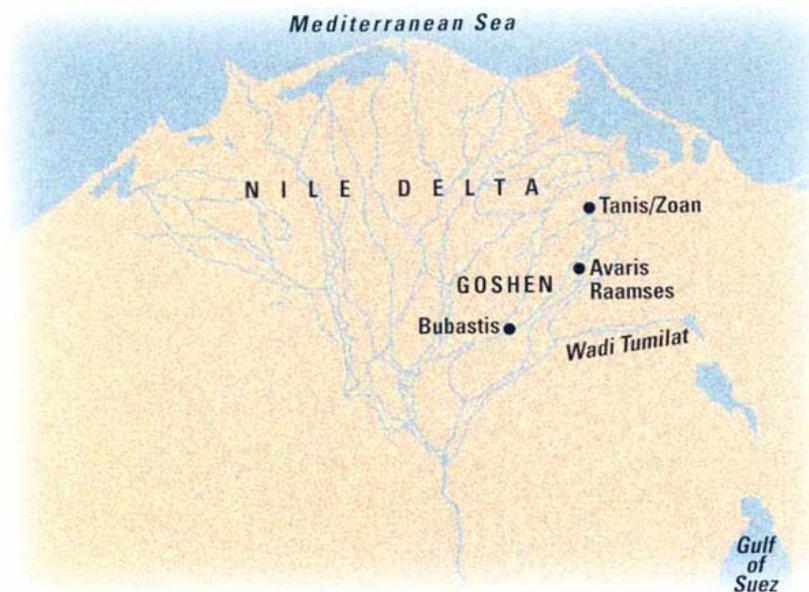 Mediterranean Sea
NILE DELTA
Tanis/Zoan
Avaris
Raamses
GOSHEN
Bubastis
Wadi Tumilat
Gulf
of
Suez